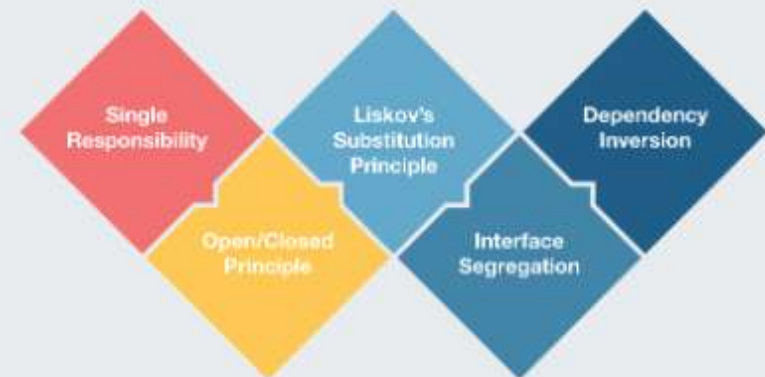 Single
Responsibility
Open/Closed
Principle
Liskov's
Substitution
Principle
Interface
Segregation
Dependency
Inversion